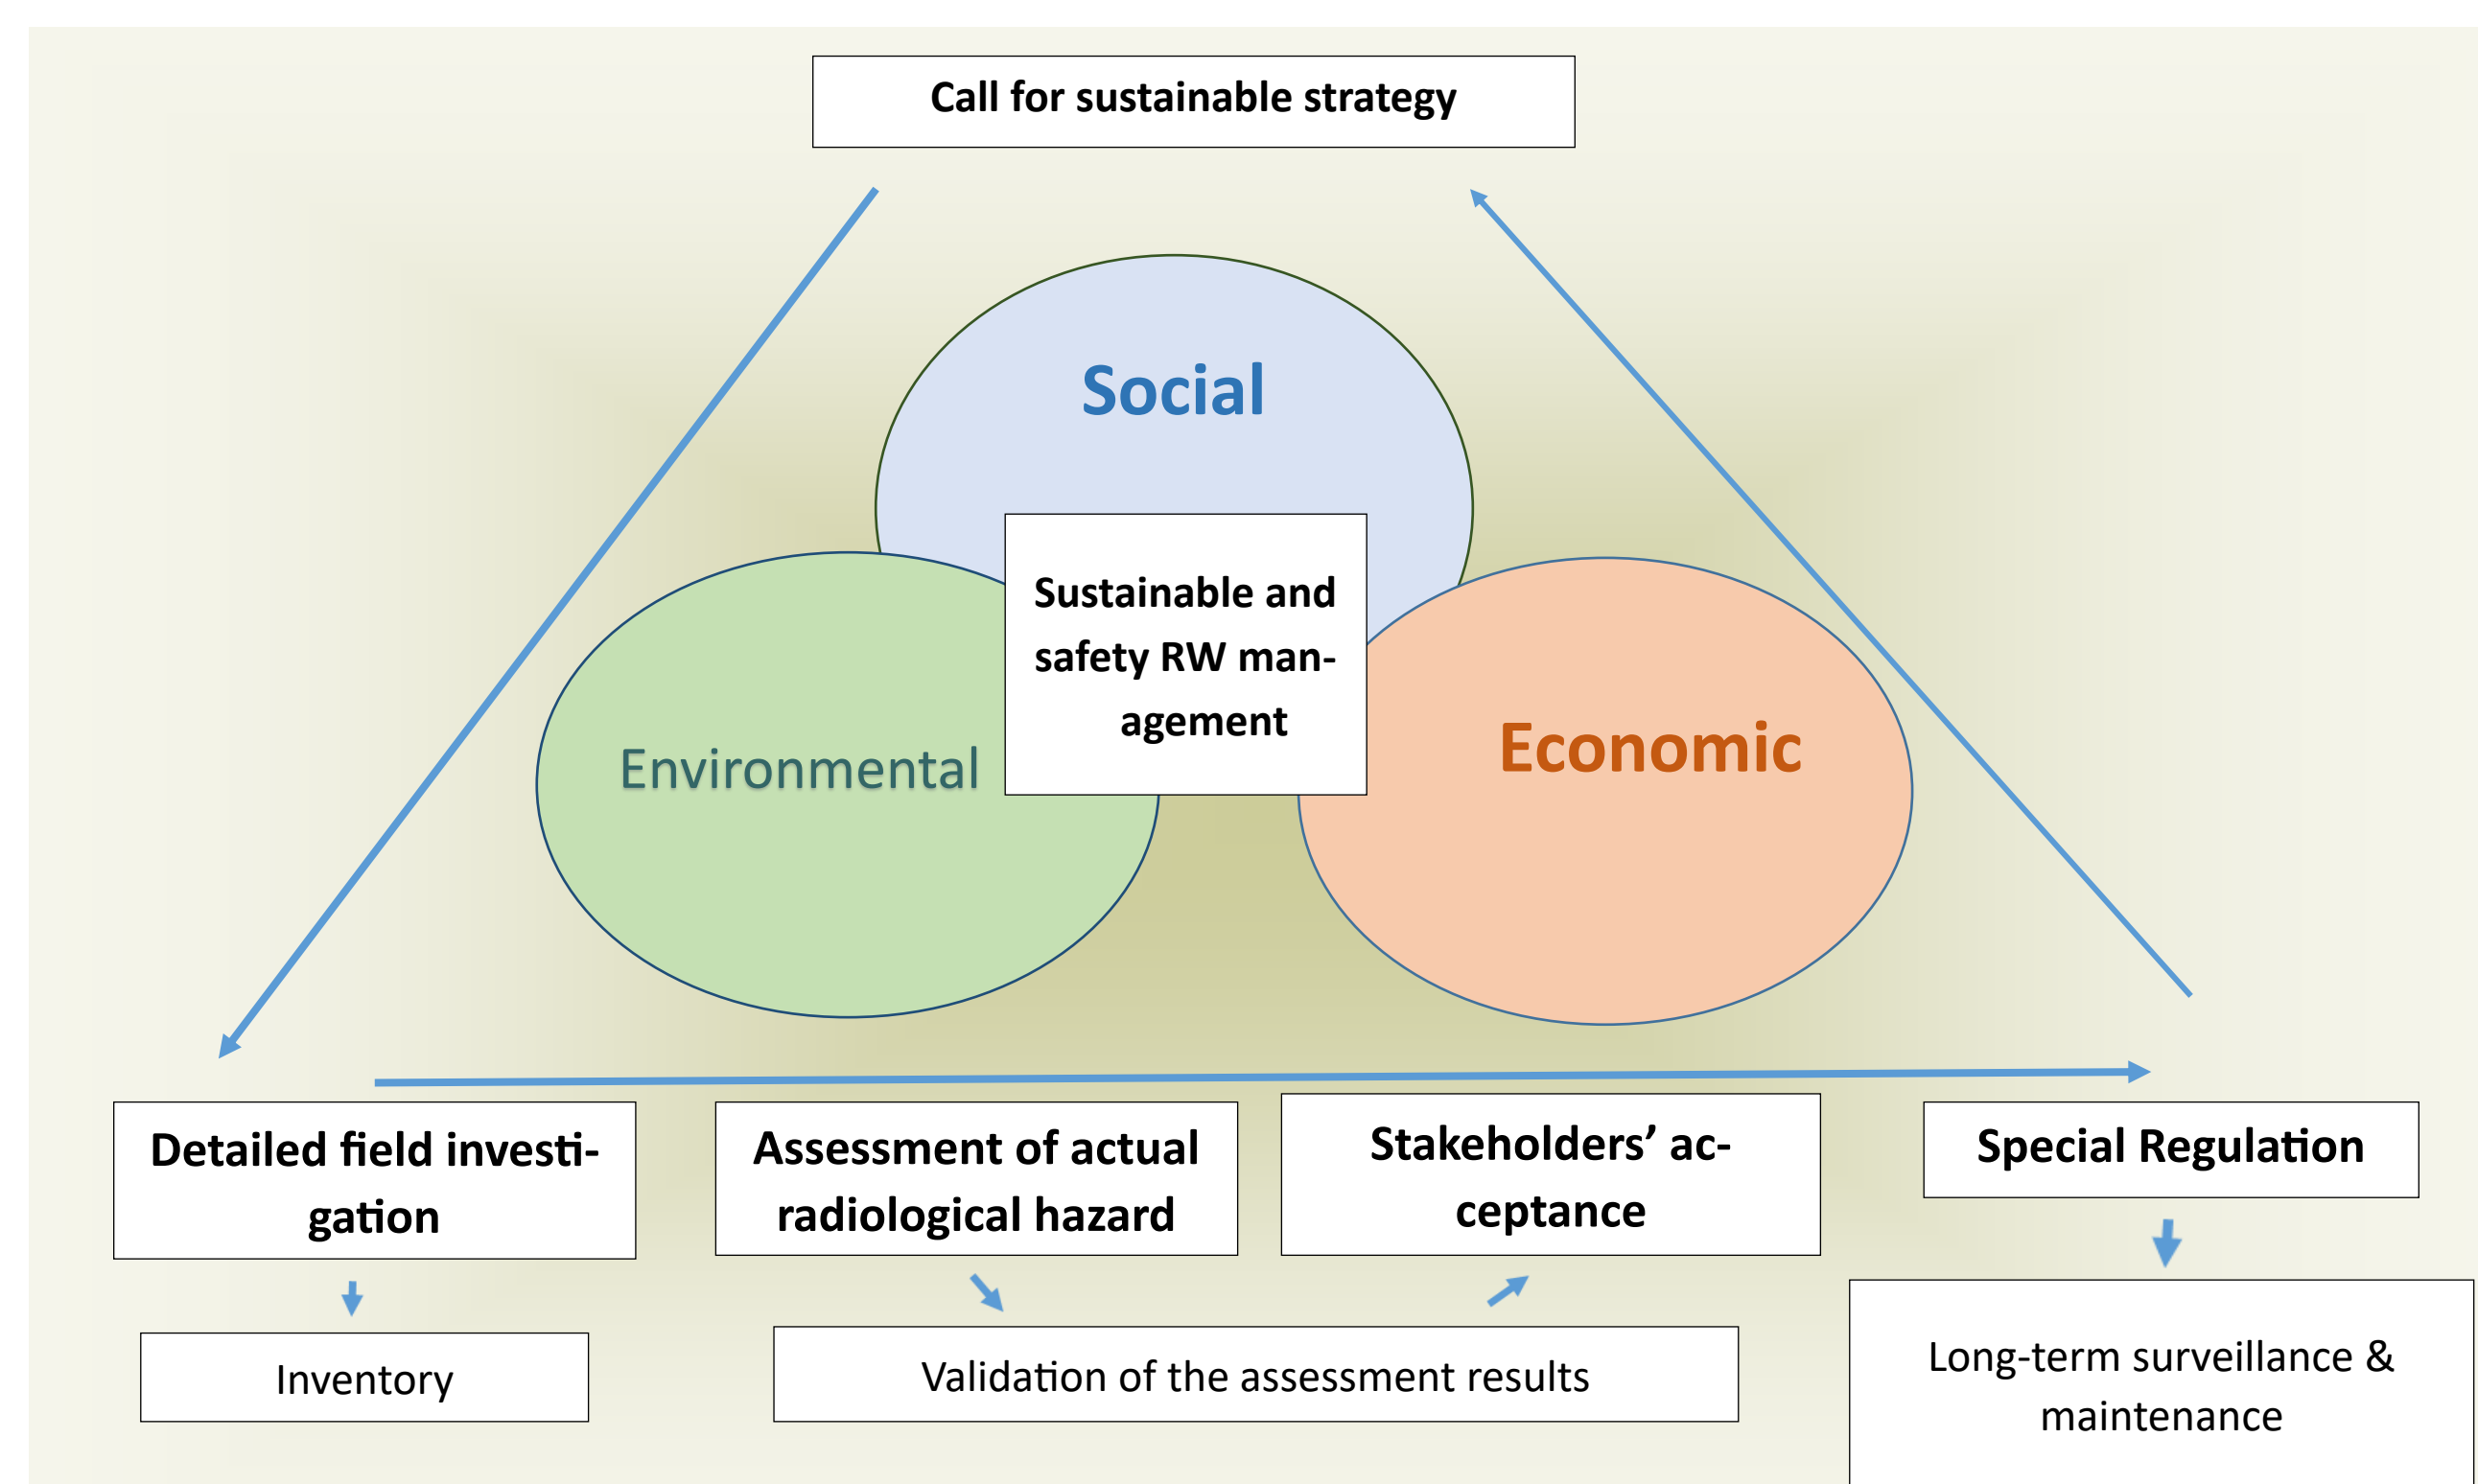 Call for sustainable strategy
Social
Sustainable and
safety RW man-
agement
Environmental
Economic
Detailed field investi-
gation
Assessment of actual
radiological hazard
Stakeholders’ ac-
ceptance
Special Regulation
Inventory
Validation of the assessment results
Long-term surveillance &
maintenance